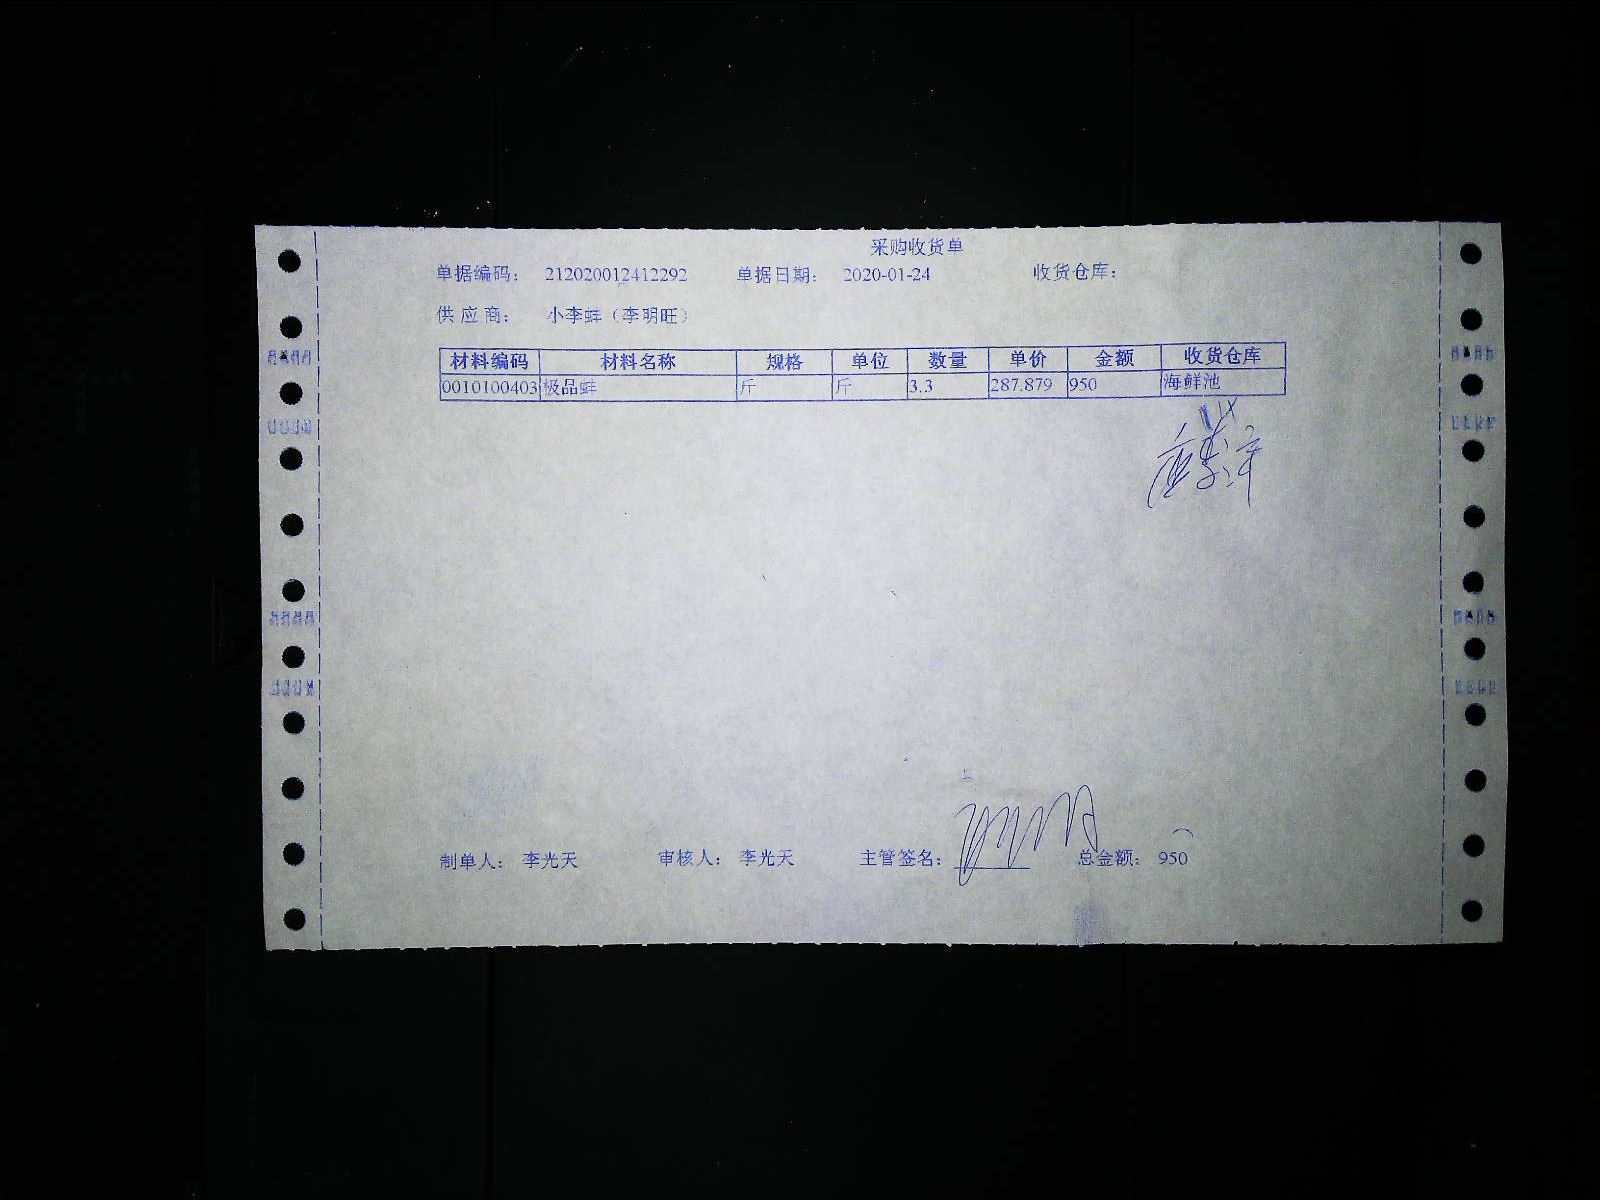 采购收货单
单据编码： 212020012412292 单据日期： 2020-01-24 收货仓库：
供 应 商： 小李蚌（李明旺）
材料编码 材料名称 规格 单位 数量 单价 金额 收货仓库
0010100403 极品蚌 斤 斤 3.3 287.879 950 海鲜池
制单人： 李光天 审核人： 李光天 主管签名： 总金额： 950